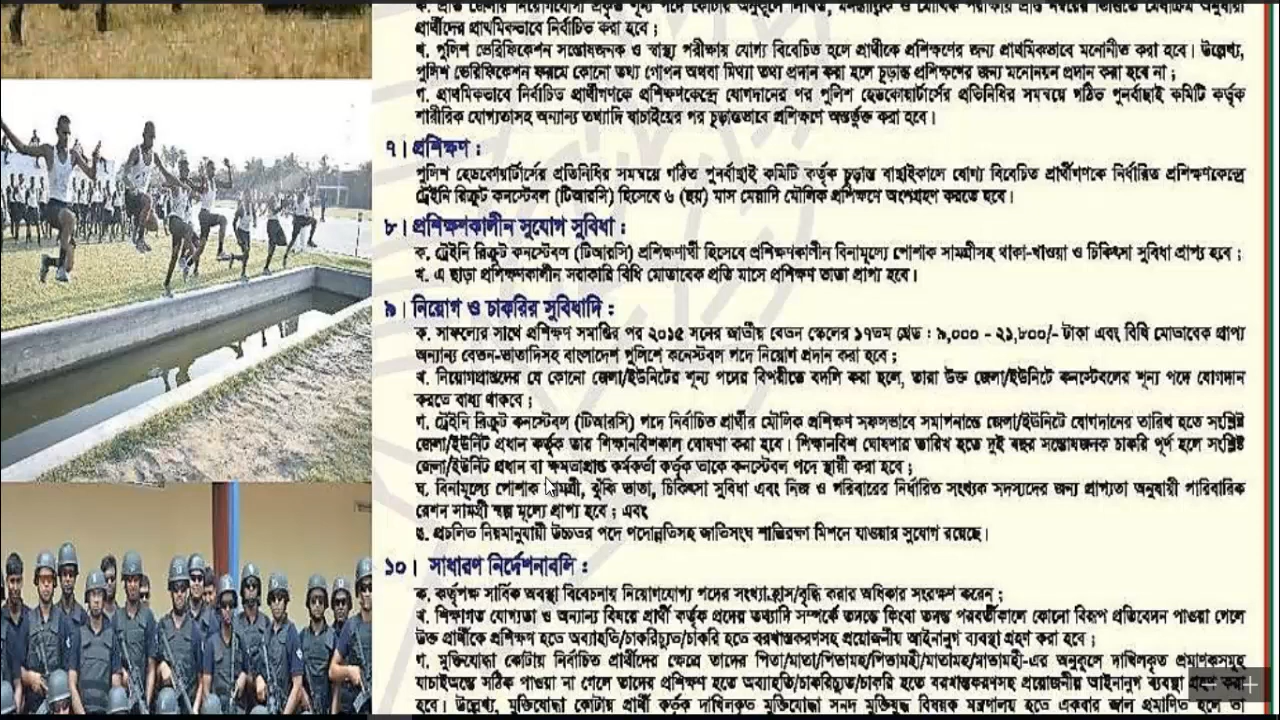 ক. প্রতি জেলার নিয়োগযোগ্য প্রকৃত শূন্য পদে কোটার অনুকূলে লিখিত, মনস্তাত্ত্বিক ও মৌখিক পরীক্ষার প্রাপ্ত নম্বরের ভিত্তিতে মেধাক্রম অনুযায়ী
প্রার্থীদের প্রাথমিকভাবে নির্বাচিত করা হবে ;
খ. পুলিশ ভেরিফিকেশন সন্তোষজনক ও স্বাস্থ্য পরীক্ষায় যোগ্য বিবেচিত হলে প্রার্থীকে প্রশিক্ষণের জন্য প্রাথমিকভাবে মনোনীত করা হবে। উল্লেখ্য,
পুলিশ ভেরিফিকেশন ফরমে কোনো তথ্য গোপন অথবা মিথ্যা তথ্য প্রদান করা হলে চূড়ান্ত প্রশিক্ষণের জন্য মনোনয়ন প্রদান করা হবে না ;
গ. প্রাথমিকভাবে নির্বাচিত প্রার্থীগণকে প্রশিক্ষণকেন্দ্রে যোগদানের পর পুলিশ হেডকোয়ার্টার্সের প্রতিনিধির সমন্বয়ে গঠিত পুনর্বাছাই কমিটি কর্তৃক
শারীরিক যোগ্যতাসহ অন্যান্য তথ্যাদি যাচাইয়ের পর চূড়ান্তভাবে প্রশিক্ষণে অন্তর্ভুক্ত করা হবে।
৭। প্রশিক্ষণ :
পুলিশ হেডকোয়ার্টার্সের প্রতিনিধির সমন্বয়ে গঠিত পুনর্বাছাই কমিটি কর্তৃক চূড়ান্ত বাছাইকালে যোগ্য বিবেচিত প্রার্থীগণকে নির্ধারিত প্রশিক্ষণকেন্দ্রে
ট্রেইনি রিক্রুট কনস্টেবল (টিআরসি) হিসেবে ৬ (ছয়) মাস মেয়াদি মৌলিক প্রশিক্ষণে অংশগ্রহণ করতে হবে।
৮। প্রশিক্ষণকালীন সুযোগ সুবিধা :
ক. ট্রেইনি রিক্রুট কনস্টেবল (টিআরসি) প্রশিক্ষণার্থী হিসেবে প্রশিক্ষণকালীন বিনামূল্যে পোশাক সামগ্রীসহ থাকা-খাওয়া ও চিকিৎসা সুবিধা প্রাপ্য হবে ;
খ. এ ছাড়া প্রশিক্ষণকালীন সরকারি বিধি মোতাবেক প্রতি মাসে প্রশিক্ষণ ভাতা প্রাপ্য হবে।
৯। নিয়োগ ও চাকরির সুবিধাদি :
ক. সাফল্যের সাথে প্রশিক্ষণ সমাপ্তির পর ২০১৫ সনের জাতীয় বেতন স্কেলের ১৭তম গ্রেড : ৯,০০০ - ২১,৮০০/- টাকা এবং বিধি মোতাবেক প্রাপ্য
অন্যান্য বেতন-ভাতাদিসহ বাংলাদেশ পুলিশে কনেস্টবল পদে নিয়োগ প্রদান করা হবে ;
খ. নিয়োগপ্রাপ্তদের যে কোনো জেলা/ইউনিটের শূন্য পদের বিপরীতে বদলি করা হলে, তারা উক্ত জেলা/ইউনিটে কনস্টেবলের শূন্য পদে যোগদান
করতে বাধ্য থাকবে ;
গ. ট্রেইনি রিক্রুট কনস্টেবল (টিআরসি) পদে নির্বাচিত প্রার্থীর মৌলিক প্রশিক্ষণ সফলভাবে সমাপনান্তে জেলা/ইউনিটে যোগদানের তারিখ হতে সংশ্লিষ্ট
জেলা/ইউনিট প্রধান কর্তৃক তার শিক্ষানবিশকাল ঘোষণা করা হবে। শিক্ষানবিশ ঘোষণার তারিখ হতে দুই বছর সন্তোষজনক চাকরি পূর্ণ হলে সংশ্লিষ্ট
জেলা/ইউনিট প্রধান বা ক্ষমতাপ্রাপ্ত কর্মকর্তা কর্তৃক তাকে কনস্টেবল পদে স্থায়ী করা হবে ;
ঘ. বিনামূল্যে পোশাক সামগ্রী, ঝুঁকি ভাতা, চিকিৎসা সুবিধা এবং নিজ ও পরিবারের নির্ধারিত সংখ্যক সদস্যদের জন্য প্রাপ্যতা অনুযায়ী পারিবারিক
রেশন সামগ্রী স্বল্প মূল্যে প্রাপ্য হবে ; এবং
ঙ. প্রচলিত নিয়মানুযায়ী উচ্চতর পদে পদোন্নতিসহ জাতিসংঘ শান্তিরক্ষা মিশনে যাওয়ার সুযোগ রয়েছে।
১০। সাধারণ নির্দেশনাবলি :
ক. কর্তৃপক্ষ সার্বিক অবস্থা বিবেচনায় নিয়োগযোগ্য পদের সংখ্যা হ্রাস/বৃদ্ধি করার অধিকার সংরক্ষণ করেন ;
খ. শিক্ষাগত যোগ্যতা ও অন্যান্য বিষয়ে প্রার্থী কর্তৃক প্রদেয় তথ্যাদি সম্পর্কে তদন্তে কিংবা তদন্ত পরবর্তীকালে কোনো বিরূপ প্রতিবেদন পাওয়া গেলে
উক্ত প্রার্থীকে প্রশিক্ষণ হতে অব্যাহতি/চাকরিচ্যুত/চাকরি হতে বরখাস্তকরণসহ প্রয়োজনীয় আইনানুগ ব্যবস্থা গ্রহণ করা হবে ;
গ. মুক্তিযোদ্ধা কোটায় নির্বাচিত প্রার্থীদের ক্ষেত্রে তাদের পিতা/মাতা/পিতামহ/পিতামহী/মাতামহ/মাতামহী-এর অনুকূলে দাখিলকৃত প্রমাণকসমূহ
যাচাইঅন্তে সঠিক পাওয়া না গেলে তাদের প্রশিক্ষণ হতে অব্যাহতি/চাকরিচ্যুত/চাকরি হতে বরখাস্তকরণসহ প্রয়োজনীয় আইনানুগ ব্যবস্থা গ্রহণ করা
হবে। উল্লেখ্য, মুক্তিযোদ্ধা কোটায় প্রার্থী কর্তৃক দাখিলকৃত মুক্তিযোদ্ধা সনদ মুক্তিযুদ্ধ বিষয়ক মন্ত্রণালয় হতে একবার জাল প্রমাণিত হলে তা